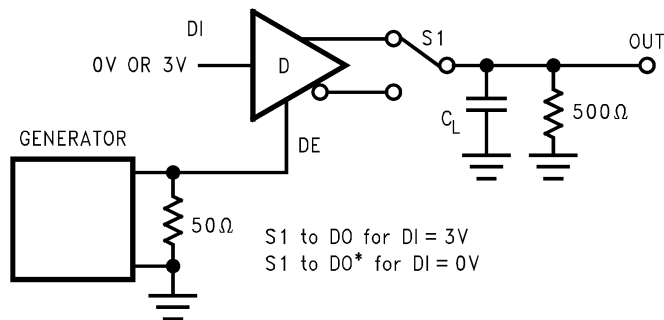 DI
S1
OUT
0V OR 3V
D
CL
500Ω
GENERATOR
DE
50Ω
S1 to DO for DI = 3V
S1 to DO* for DI = 0V